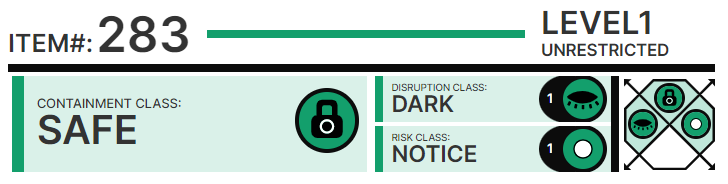 ITEM#: 283
LEVEL1
UNRESTRICTED
CONTAINMENT CLASS:
SAFE
DISRUPTION CLASS:
DARK
1
RISK CLASS:
NOTICE
1